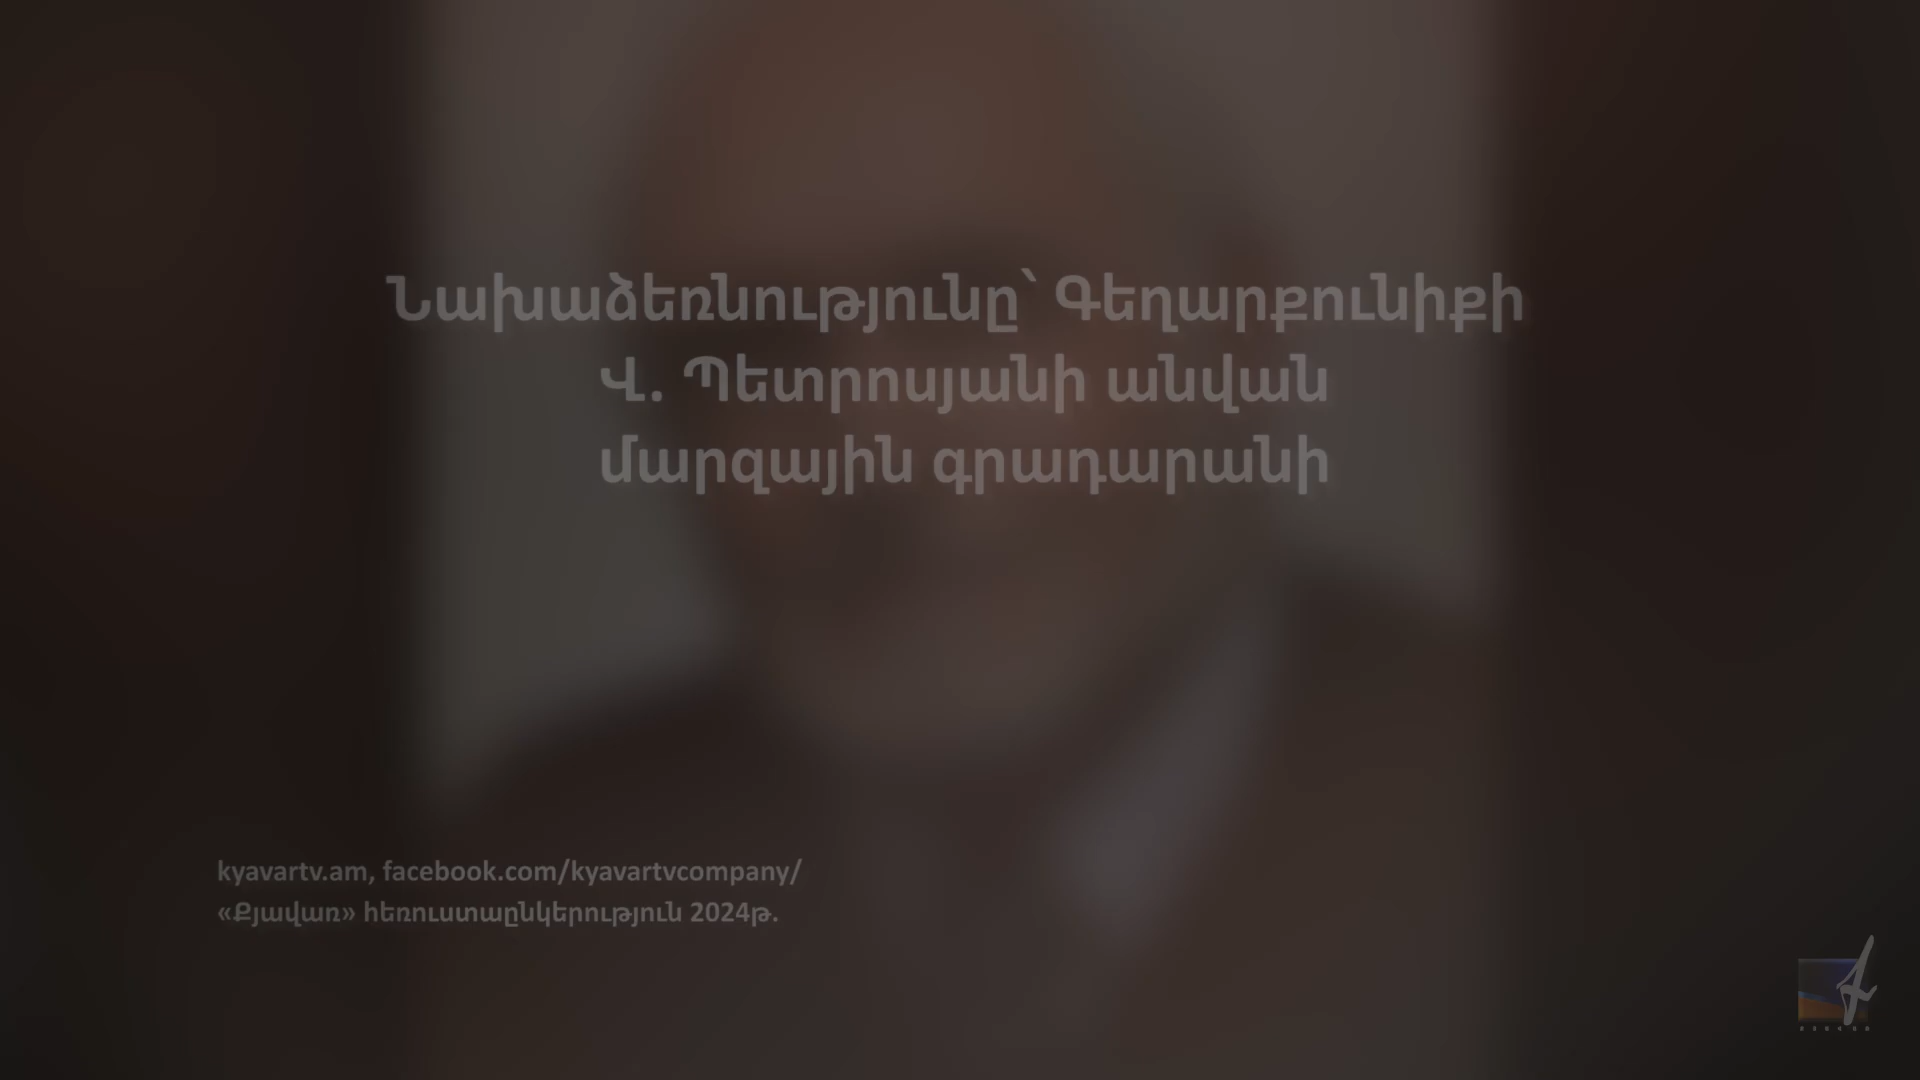 Նախաձեռնությունը՝ Գեղարքունիքի
Վ. Պետրոսյանի անվան
մարզային գրադարանի
kyavartv.am, facebook.com/kyavartvcompany/
«Քյավառ» հեռուստաընկերություն 2024թ.